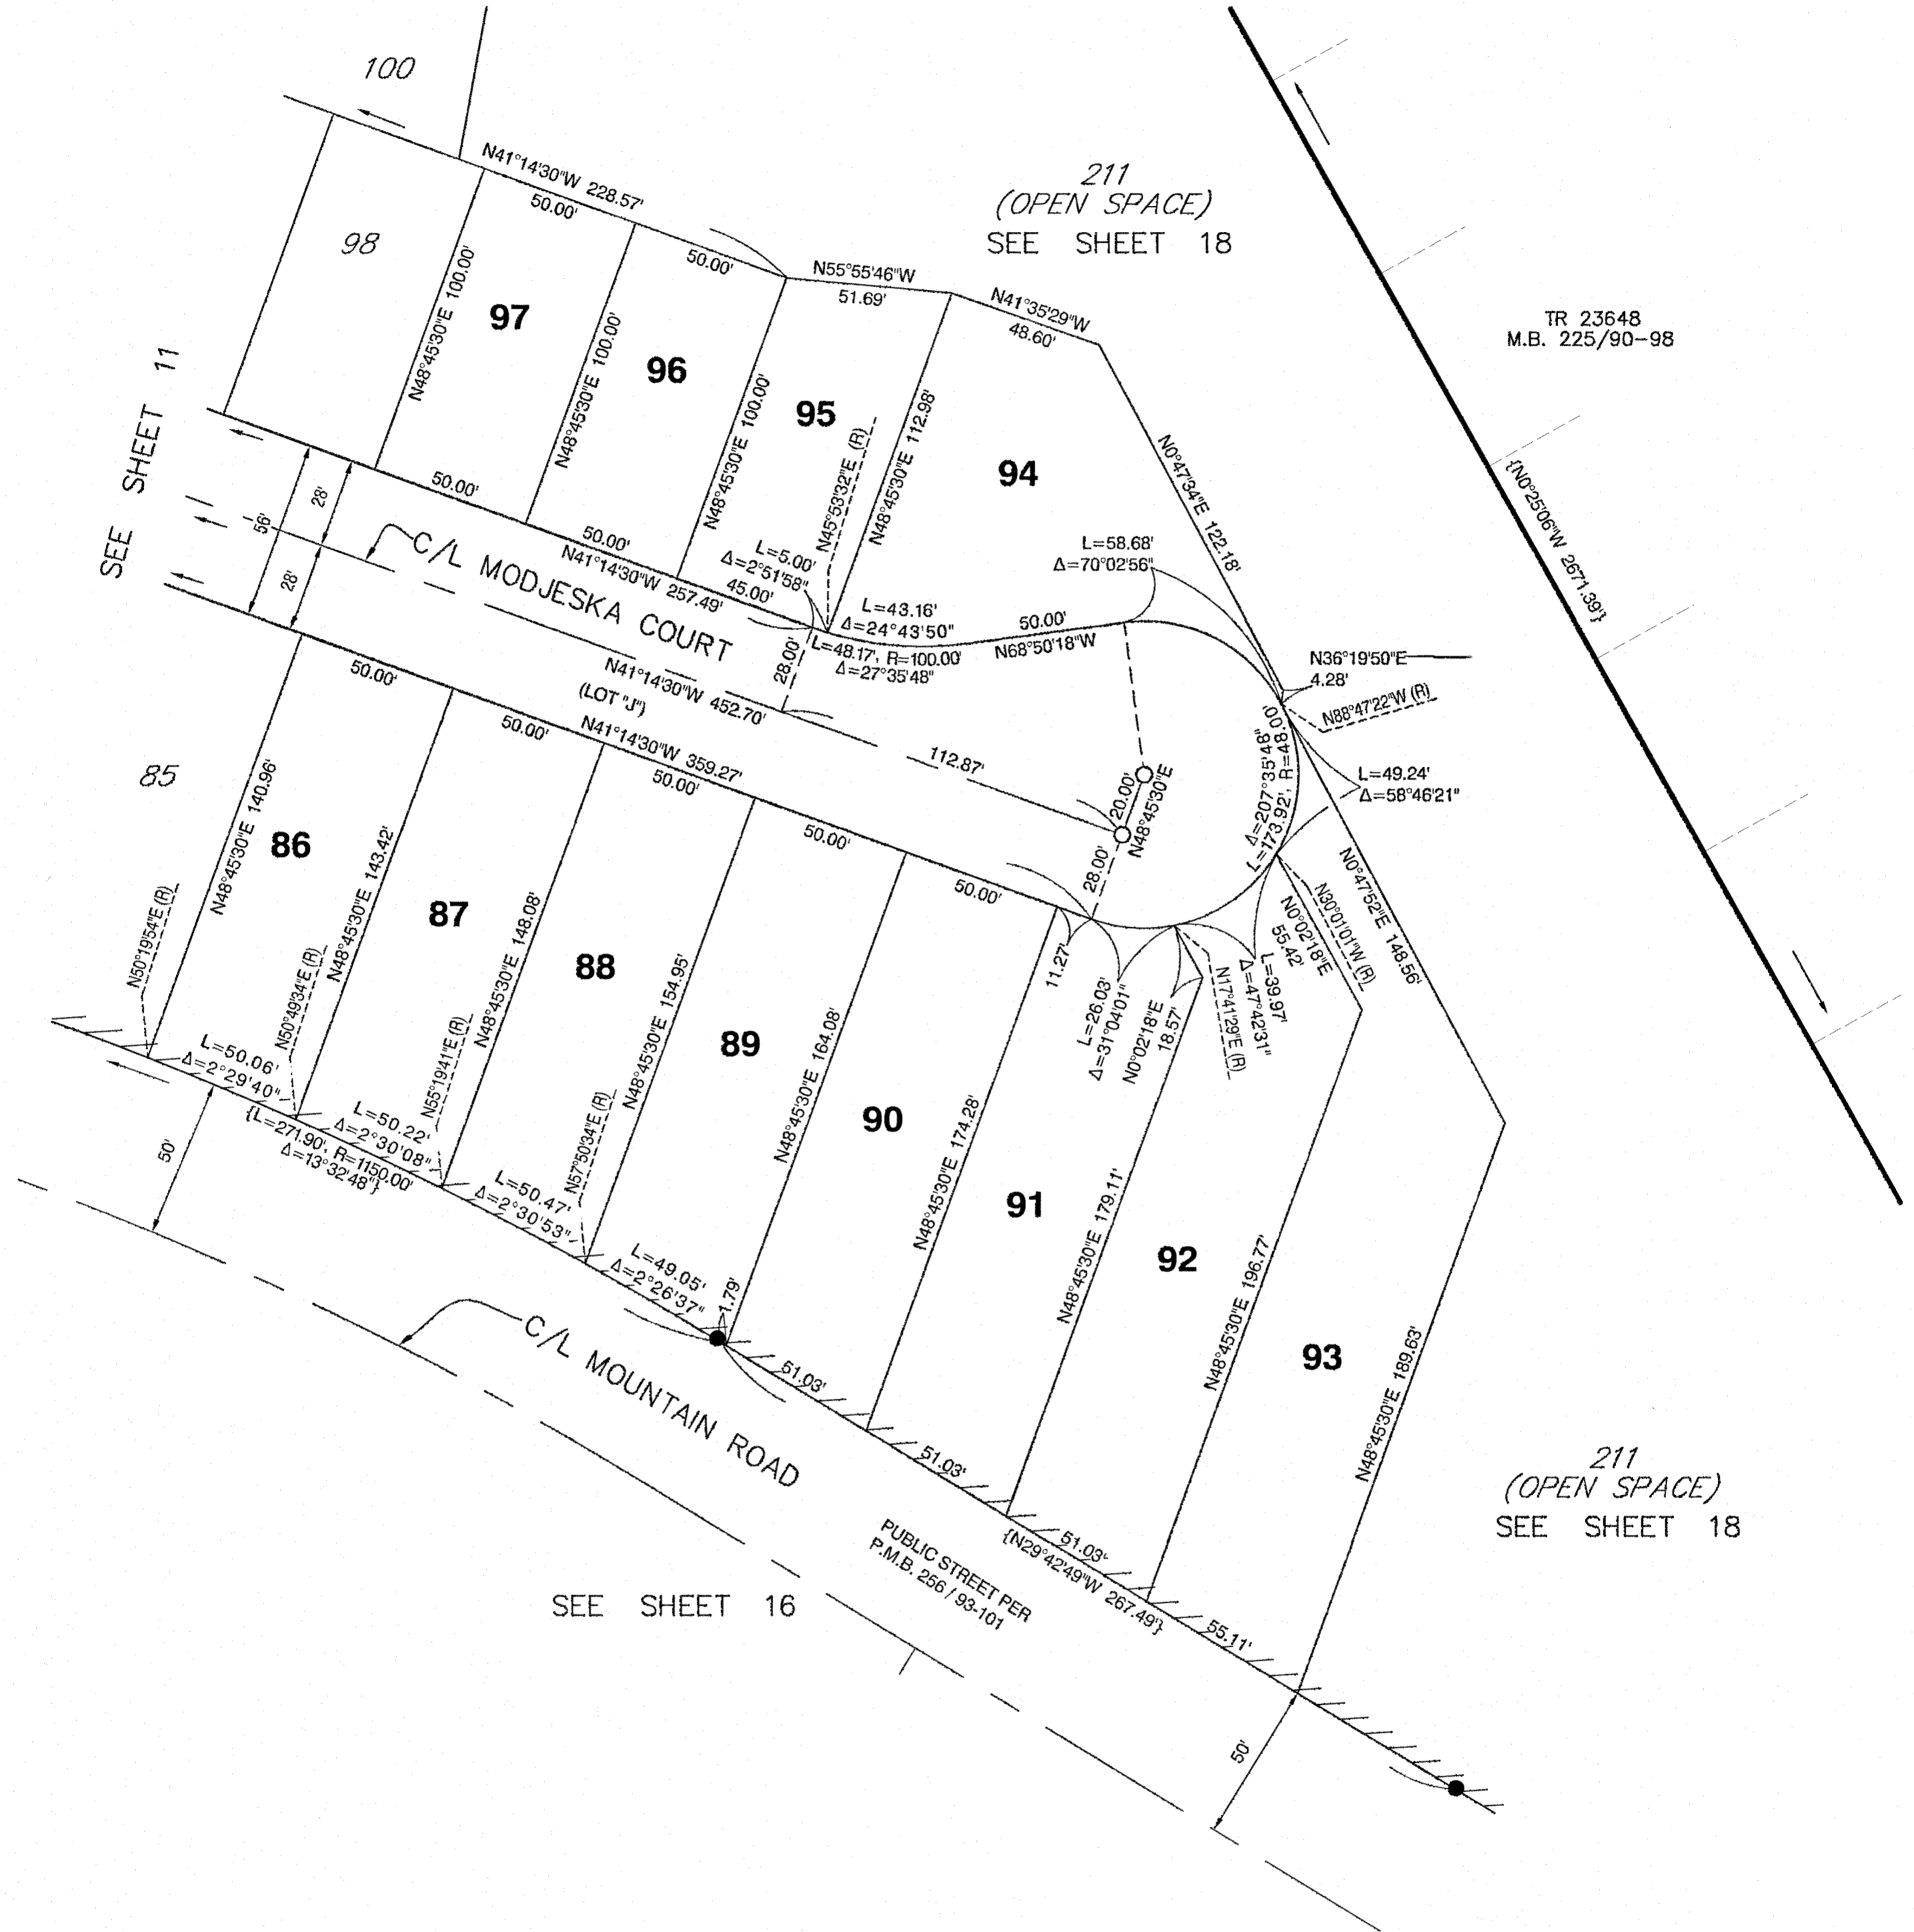 100
N41°14'30"W 228.57'
50.00'
98
N48°45'30"E 100.00'
97
N48°45'30"E 100.00'
96
50.00'
N48°45'30"E 100.00'
95
N55°55'46"W
51.69'
N41°35'29"W
48.60'
211
(OPEN SPACE)
SEE SHEET 18
TR 23648
M.B. 225/90-98
{N0°25'06"W 2671.39'}
SEE SHEET 11
94
N45°53'32"E (R)
N48°45'30"E 112.98'
N0°47'34"E 122.18'
50.00'
50.00'
N41°14'30"W 257.49'
45.00'
L=5.00'
Δ=2°51'58"
L=43.16'
Δ=24°43'50"
L=48.17', R=100.00'
Δ=27°35'48"
50.00'
N68°50'18"W
L=58.68'
Δ=70°02'56"
N36°19'50"E
4.28'
N88°47'22"W (R)
56'
28'
28'
C/L MODJESKA COURT
28.00'
N41°14'30"W 452.70'
(LOT "J")
112.87'
20.00'
N48°45'30"E
28.00'
Δ=207°35'48"
L=173.92', R=48.00'
L=49.24'
Δ=58°46'21"
50.00'
50.00'
N41°14'30"W 359.27'
50.00'
50.00'
50.00'
11.27'
85
N48°45'30"E 140.96'
86
N48°45'30"E 143.42'
87
N48°45'30"E 148.08'
88
N48°45'30"E 154.95'
89
N48°45'30"E 164.08'
90
N48°45'30"E 174.28'
91
N48°45'30"E 179.11'
92
N48°45'30"E 196.77'
93
N48°45'30"E 189.63'
L=26.03'
Δ=31°04'01"
N0°02'18"E
18.57'
N17°41'29"E (R)
L=39.97'
Δ=47°42'31"
N0°02'18"E
55.42'
N30°01'01"W (R)
N0°47'52"E 148.56'
N50°19'54"E (R)
N50°49'34"E (R)
N55°19'41"E (R)
N57°50'34"E (R)
L=50.06'
Δ=2°29'40"
L=50.22'
Δ=2°30'08"
{L=271.90', R=1150.00'
Δ=13°32'48"}
L=50.47'
Δ=2°30'53"
L=49.05'
Δ=2°26'37"
1.79'
50'
51.03'
51.03'
51.03'
{N29°42'49"W 267.49'}
55.11'
50'
C/L MOUNTAIN ROAD
PUBLIC STREET PER
P.M.B. 256 / 93-101
SEE SHEET 16
211
(OPEN SPACE)
SEE SHEET 18